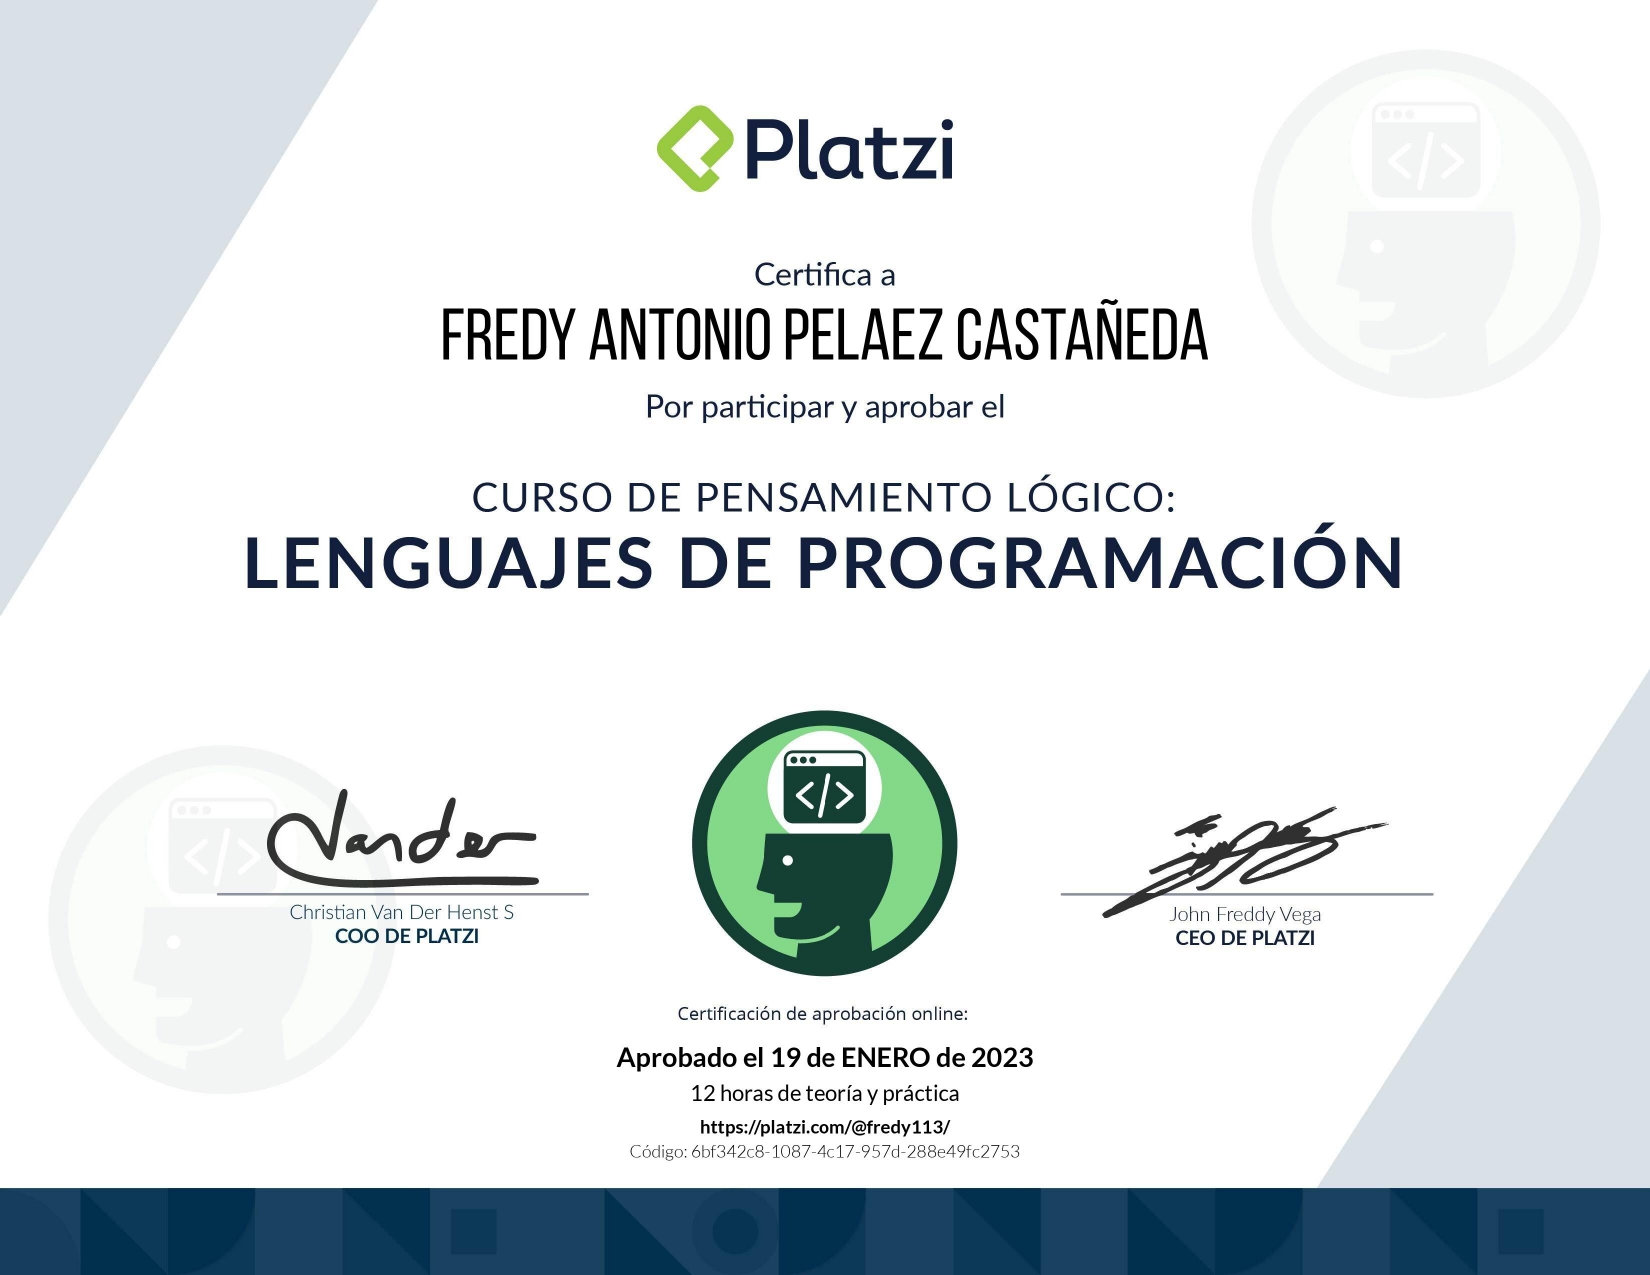 Platzi
Certifica a
FREDY ANTONIO PELAEZ CASTAÑEDA
Por participar y aprobar el
CURSO DE PENSAMIENTO LÓGICO:
LENGUAJES DE PROGRAMACIÓN
</>
Vander
Christian Van Der Henst S
COO DE PLATZI
John Freddy Vega
CEO DE PLATZI
Certificación de aprobación online:
Aprobado el 19 de ENERO de 2023
12 horas de teoría y práctica
https://platzi.com/@fredy113/
Código: 6bf342c8-1087-4c17-957d-288e49fc2753